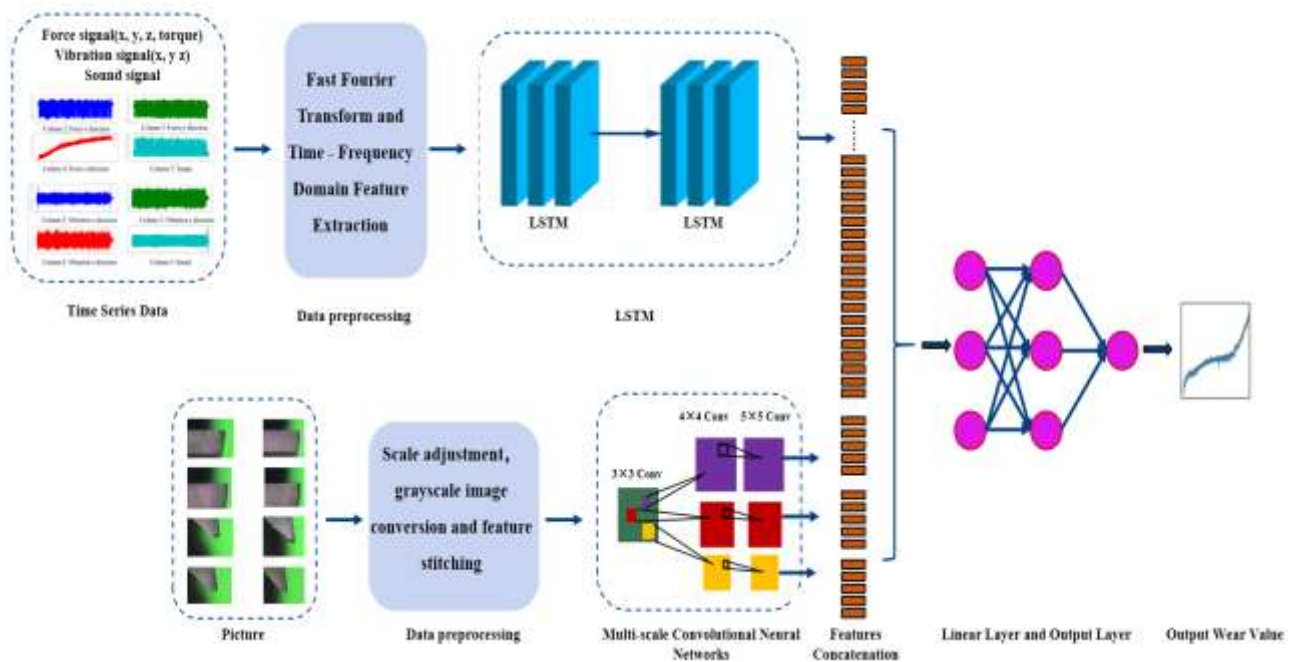 Force signal(x, y, z, torque)
Vibration signal(x, y z)
Sound signal
Time Series Data
Fast Fourier
Transform and
Time - Frequency
Domain Feature
Extraction
Data preprocessing
LSTM
LSTM
LSTM
Picture
Scale adjustment,
grayscale image
conversion and feature
stitching
Data preprocessing
3×3 Conv
4×4 Conv
5×5 Conv
Multi-scale Convolutional Neural
Networks
Features
Concatenation
Linear Layer and Output Layer
Output Wear Value